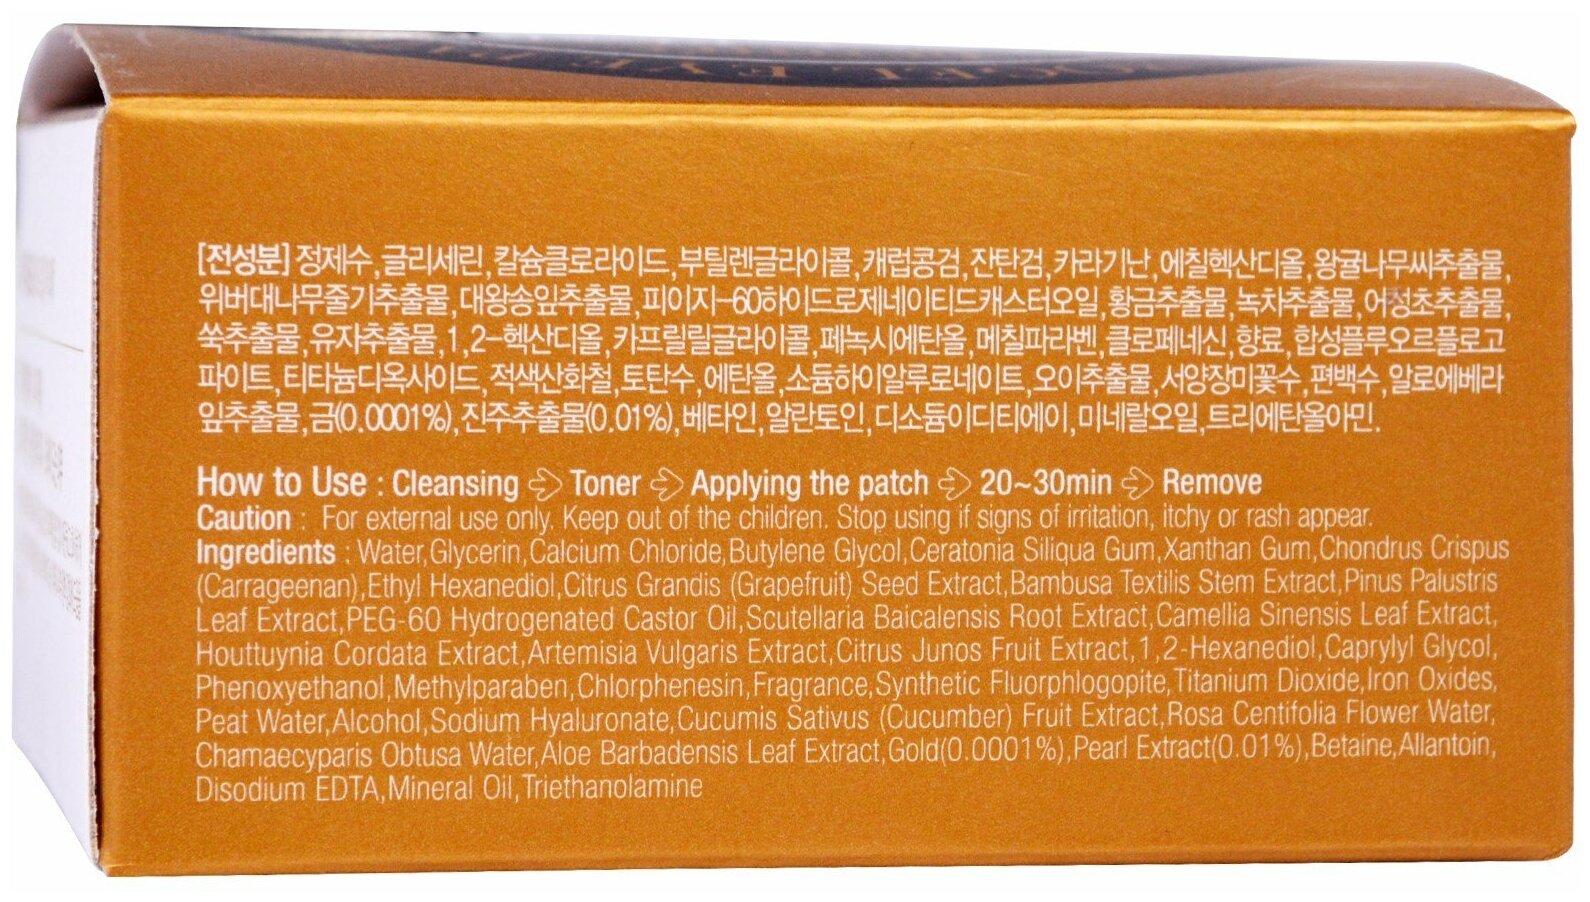 [전성분] 정제수,글리세린,칼슘클로라이드,부틸렌글라이콜,캐럽콩검,잔탄검,카라기난,에칠헥산디올,왕귤나무씨추출물,
위버대나무줄기추출물,대왕송잎추출물,피이지-60하이드로제네이티드캐스터오일,황금추출물,녹차추출물,어성초추출물,
쑥추출물,유자추출물,1,2-헥산디올,카프릴릴글라이콜,페녹시에탄올,메칠파라벤,클로페네신,향료,합성플루오르플로고
파이트,티타늄디옥사이드,적색산화철,토탄수,에탄올,소듐하이알루로네이트,오이추출물,서양장미꽃수,편백수,알로에베라
잎추출물,금(0.0001%),진주추출물(0.01%),베타인,알란토인,디소듐이디티에이,미네랄오일,트리에탄올아민.
How to Use : Cleansing ➪ Toner ➪ Applying the patch ➪ 20~30min ➪ Remove
Caution : For external use only. Keep out of the children. Stop using if signs of irritation, itchy or rash appear.
Ingredients : Water,Glycerin,Calcium Chloride,Butylene Glycol,Ceratonia Siliqua Gum,Xanthan Gum,Chondrus Crispus
(Carrageenan),Ethyl Hexanediol,Citrus Grandis (Grapefruit) Seed Extract,Bambusa Textilis Stem Extract,Pinus Palustris
Leaf Extract,PEG-60 Hydrogenated Castor Oil,Scutellaria Baicalensis Root Extract,Camellia Sinensis Leaf Extract,
Houttuynia Cordata Extract,Artemisia Vulgaris Extract,Citrus Junos Fruit Extract,1,2-Hexanediol,Caprylyl Glycol,
Phenoxyethanol,Methylparaben,Chlorphenesin,Fragrance,Synthetic Fluorphlogopite,Titanium Dioxide,Iron Oxides,
Peat Water,Alcohol,Sodium Hyaluronate,Cucumis Sativus (Cucumber) Fruit Extract,Rosa Centifolia Flower Water,
Chamaecyparis Obtusa Water,Aloe Barbadensis Leaf Extract,Gold(0.0001%),Pearl Extract(0.01%),Betaine,Allantoin,
Disodium EDTA,Mineral Oil,Triethanolamine